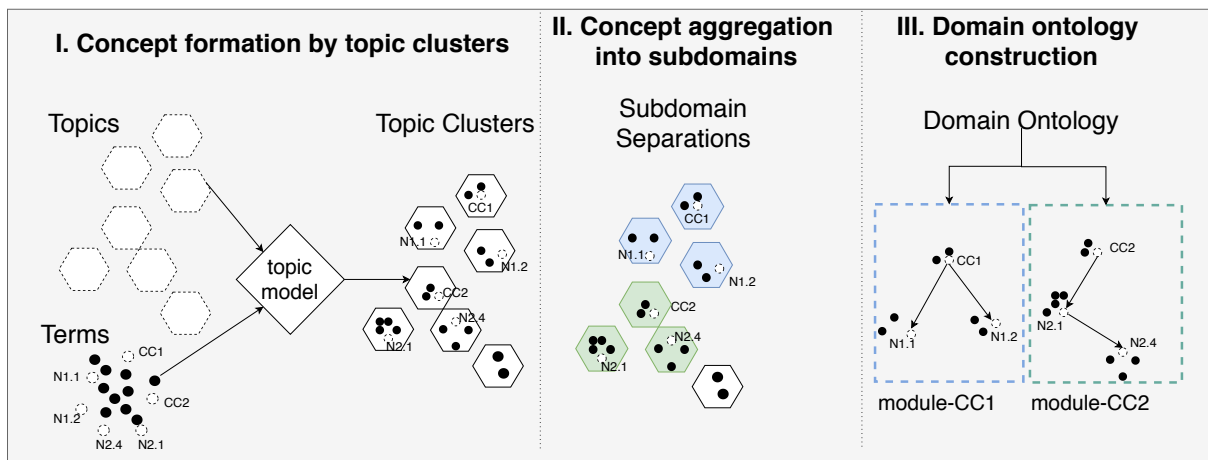 I. Concept formation by topic clusters
Topics
Topic Clusters
CC1
N1.1
N1.2
topic
model
CC2
N2.4
N2.1
Terms
CC1
N1.1
CC2
N1.2
N2.4
N2.1
II. Concept aggregation
into subdomains
Subdomain
Separations
CC1
N1.1
N1.2
CC2
N2.4
N2.1
III. Domain ontology
construction
Domain Ontology
CC1
N1.1
N1.2
module-CC1
CC2
N2.1
N2.4
module-CC2